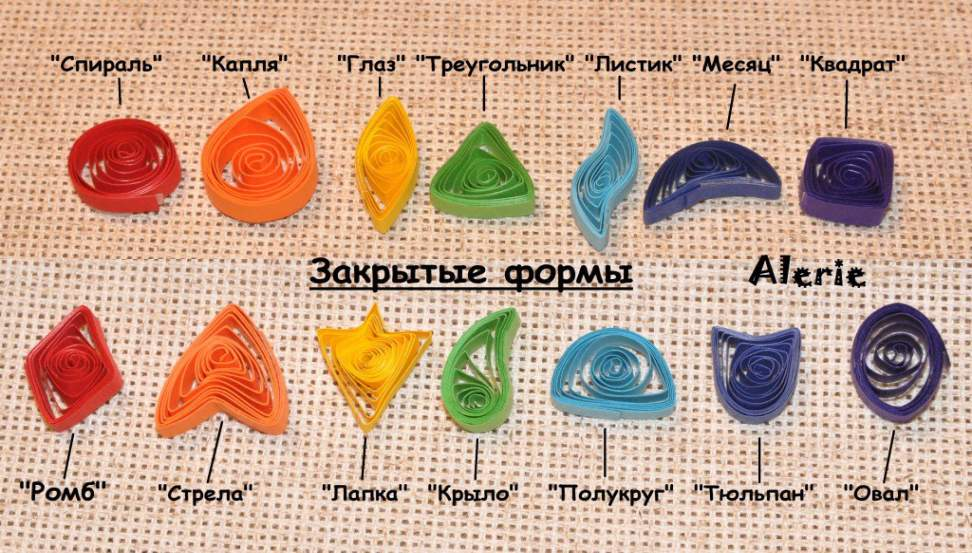 "Спираль" "Капля" "Глаз" "Треугольник" "Листик" "Месяц" "Квадрат"
Закрытые формы Alerie
"Ромб" "Стрела" "Лапка" "Крыло" "Полукруг" "Тюльпан" "Овал"